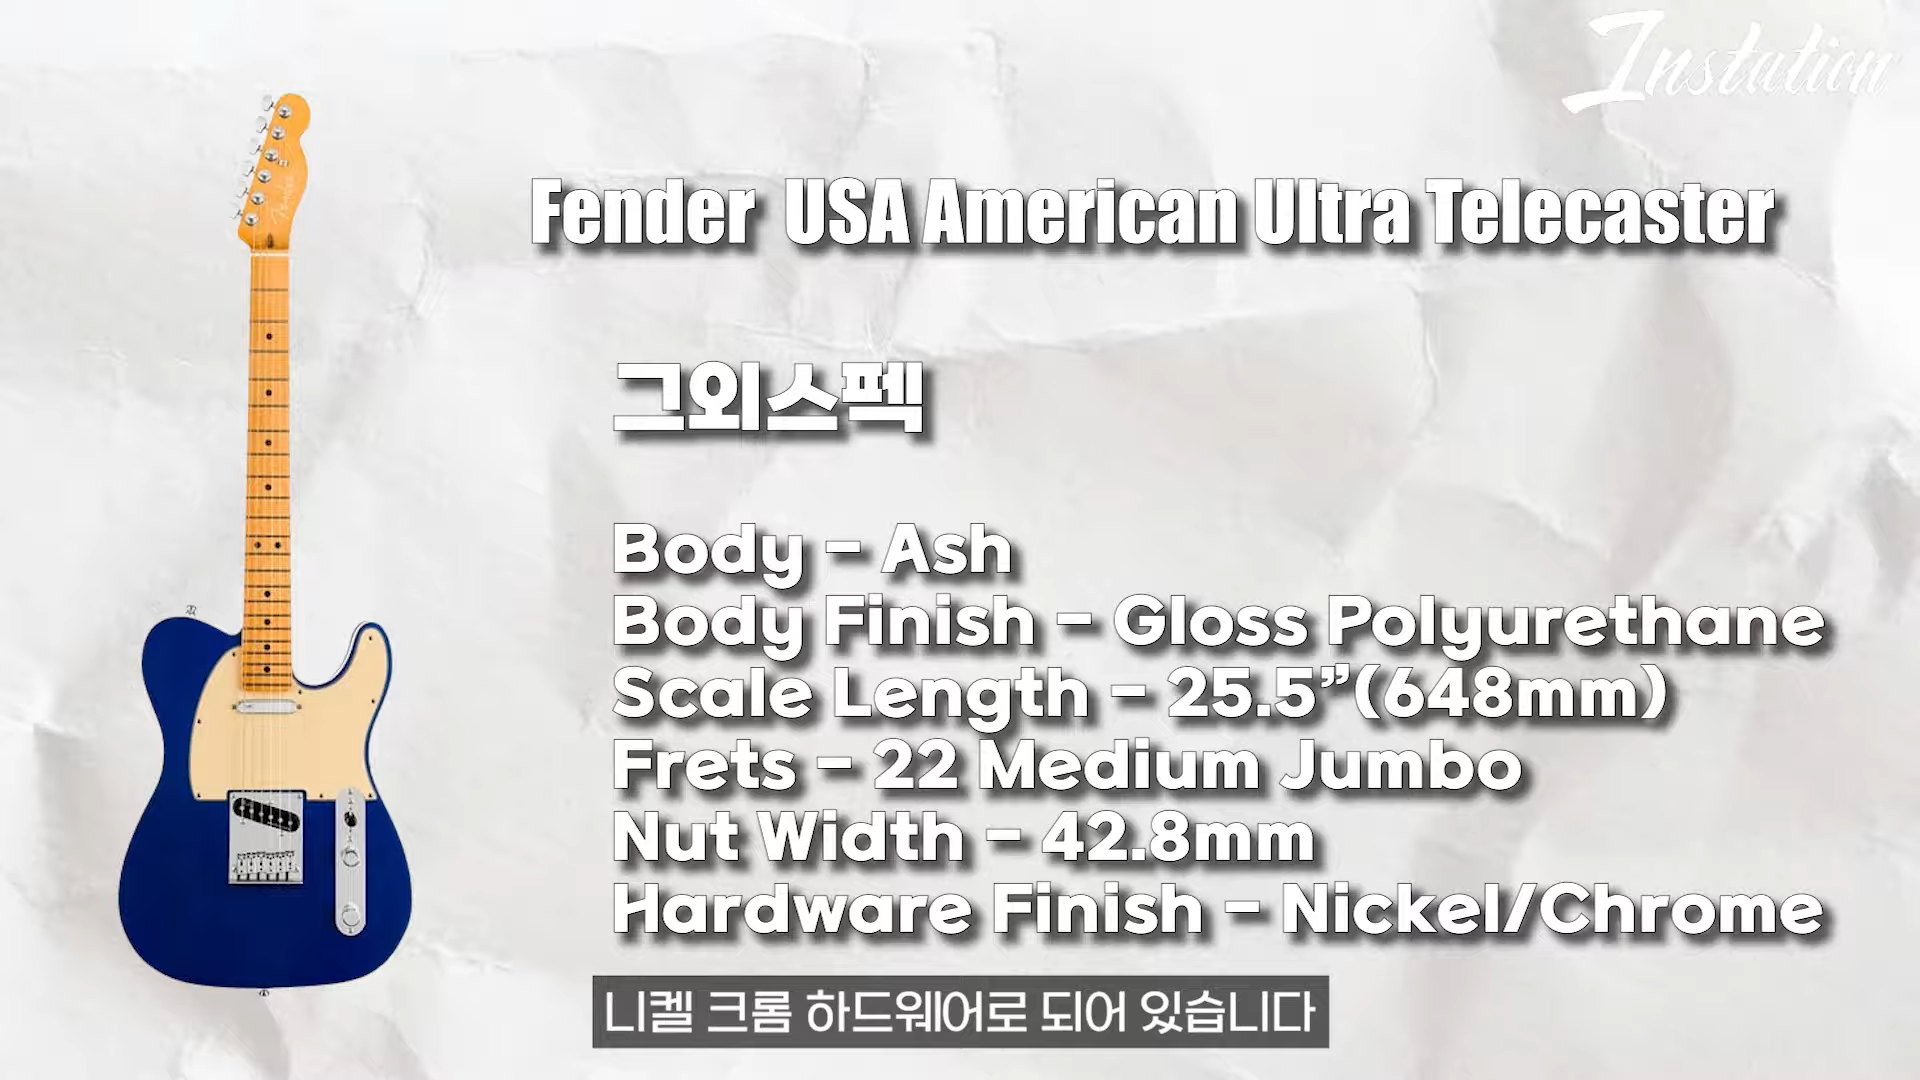 Instation
Fender USA American Ultra Telecaster
그외스펙
Body - Ash
Body Finish - Gloss Polyurethane
Scale Length - 25.5”(648mm)
Frets - 22 Medium Jumbo
Nut Width - 42.8mm
Hardware Finish - Nickel/Chrome
니켈 크롬 하드웨어로 되어 있습니다
Fender